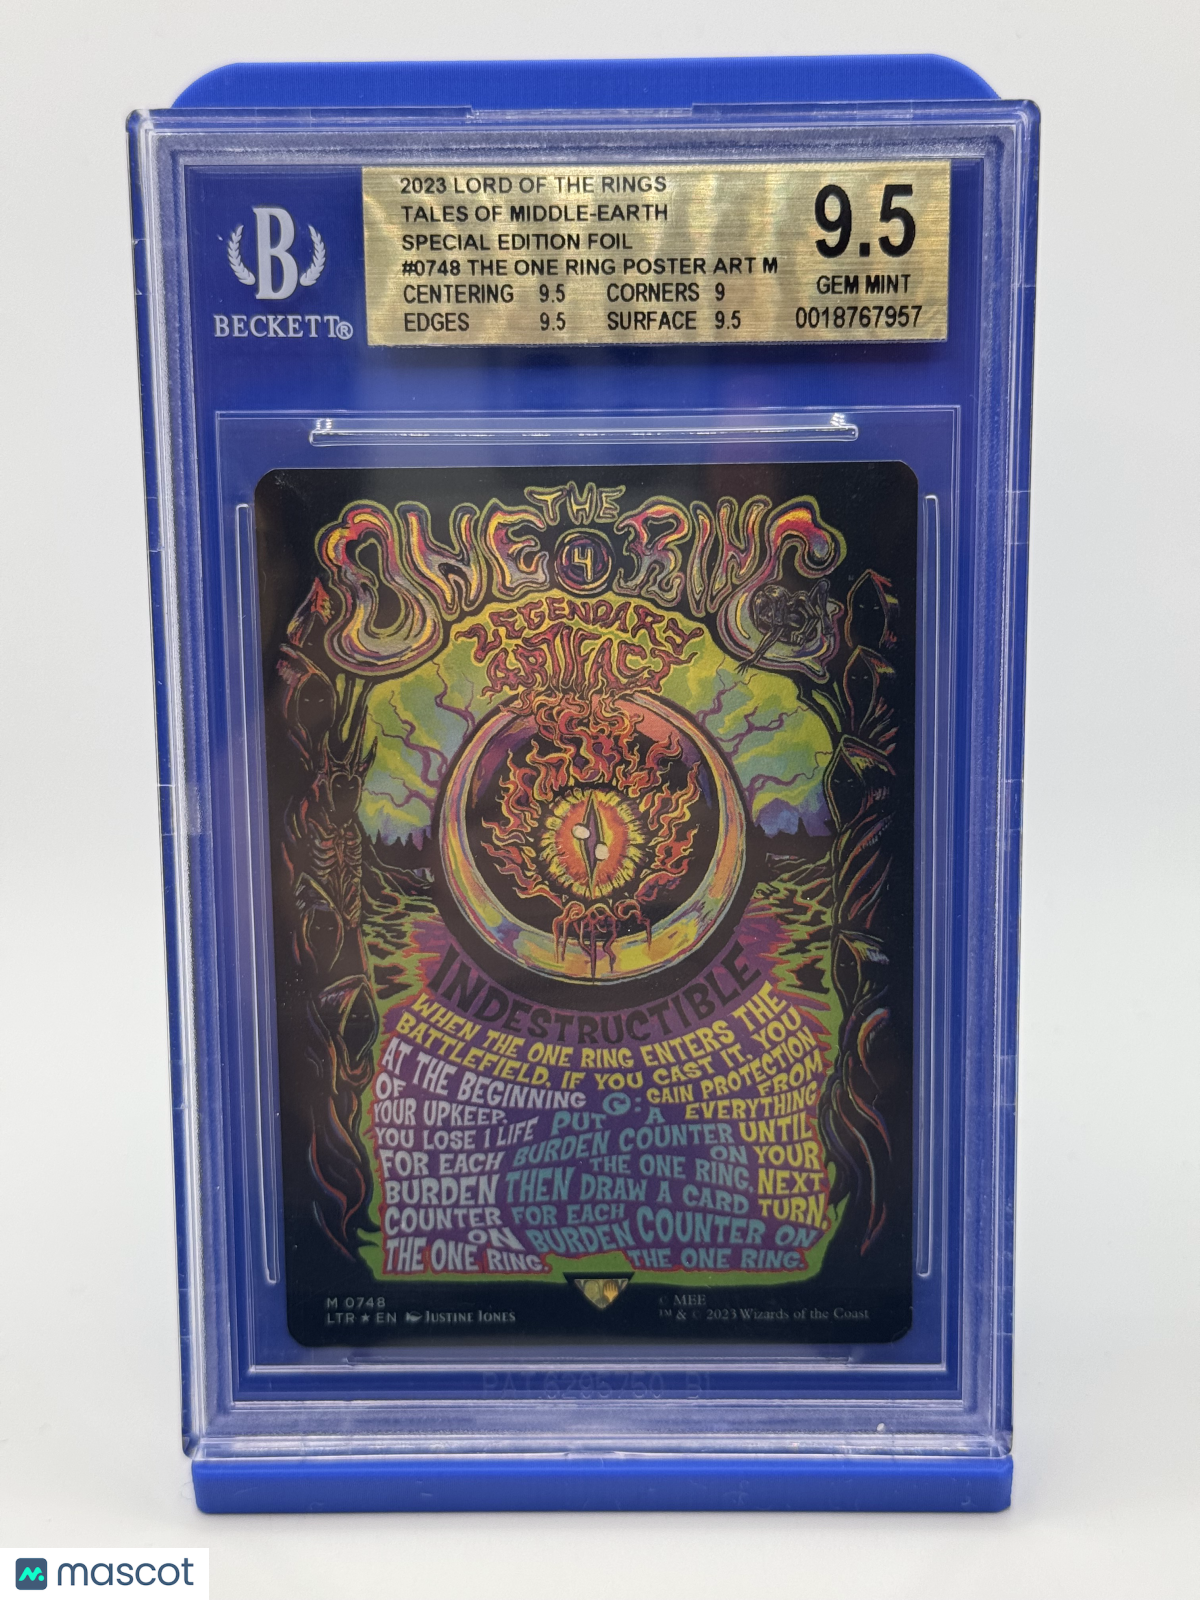 2023 LORD OF THE RINGS
TALES OF MIDDLE-EARTH
SPECIAL EDITION FOIL
#0748 THE ONE RING POSTER ART M
CENTERING 9.5 CORNERS 9
EDGES 9.5 SURFACE 9.5
9.5
GEM MINT
0018767957
B
BECKETT®
THE
ONE RING
4
LEGENDARY
ARTIFACT
INDESTRUCTIBLE
WHEN THE ONE RING ENTERS THE
BATTLEFIELD, IF YOU CAST IT, YOU
GAIN PROTECTION
FROM
EVERYTHING
UNTIL
YOUR
NEXT
TURN.
AT THE BEGINNING
OF
YOUR UPKEEP,
YOU LOSE 1 LIFE
FOR EACH
BURDEN
COUNTER
ON
THE ONE RING.
: PUT A
BURDEN COUNTER
ON
THE ONE RING,
THEN DRAW A CARD
FOR EACH
BURDEN COUNTER ON
THE ONE RING.
M 0748
LTR ★ EN JUSTINE JONES
© MEE
™ & © 2023 Wizards of the Coast
PAT.6295750 B1
mascot